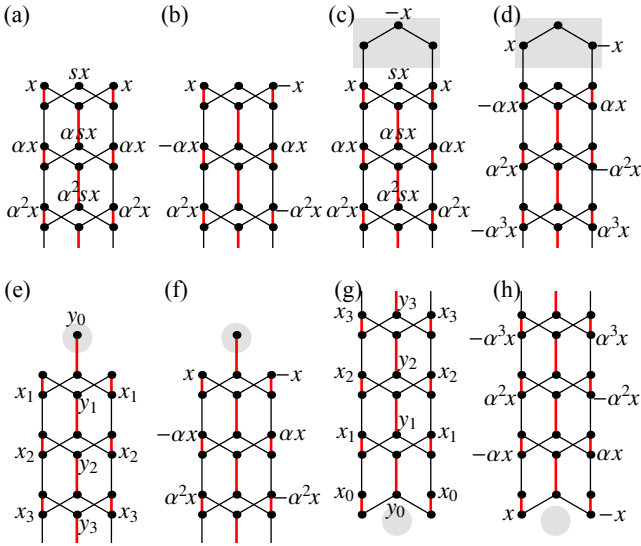 (a) (b) (c) (d)
−x
x sx x
x −x
x sx x
x −x
αsx
αx αx
−αx αx
αsx
αx αx
−αx αx
α²sx
α²x α²x
α²x −α²x
α²sx
α²x α²x
α²x −α²x
−α³x α³x
(e) (f) (g) (h)
y₀
x₁ y₁ x₁
x₂ y₂ x₂
x₃ y₃ x₃
x −x
−αx αx
α²x −α²x
x₃ y₃ x₃
x₂ y₂ x₂
x₁ y₁ x₁
x₀ y₀ x₀
−α³x α³x
α²x −α²x
−αx αx
x −x